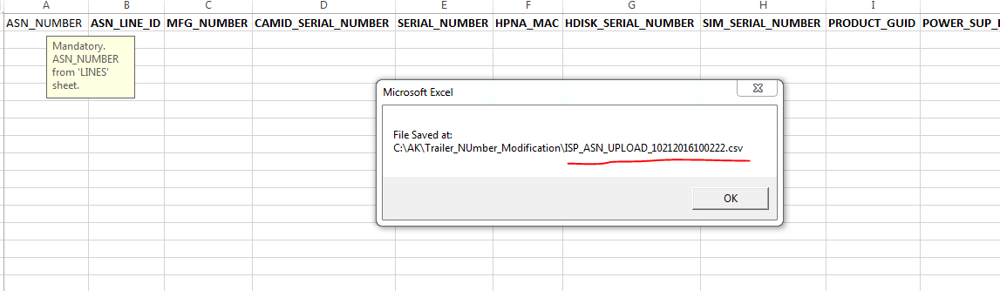 A B C D E F G H I
ASN_NUMBER ASN_LINE_ID MFG_NUMBER CAMID_SERIAL_NUMBER SERIAL_NUMBER HPNA_MAC HDISK_SERIAL_NUMBER SIM_SERIAL_NUMBER PRODUCT_GUID POWER_SUP_
Mandatory.
ASN_NUMBER
from 'LINES'
sheet.
Microsoft Excel
File Saved at:
C:\AK\Trailer_NUmber_Modification\ISP_ASN_UPLOAD_10212016100222.csv
OK